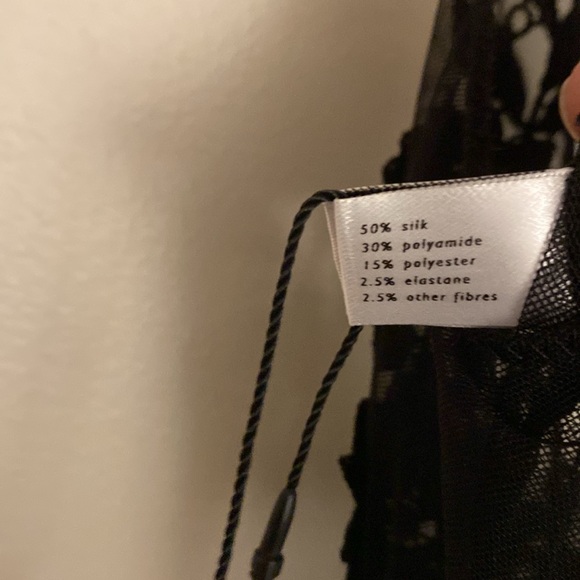 50% silk
30% polyamide
15% polyester
2.5% elastane
2.5% other fibres